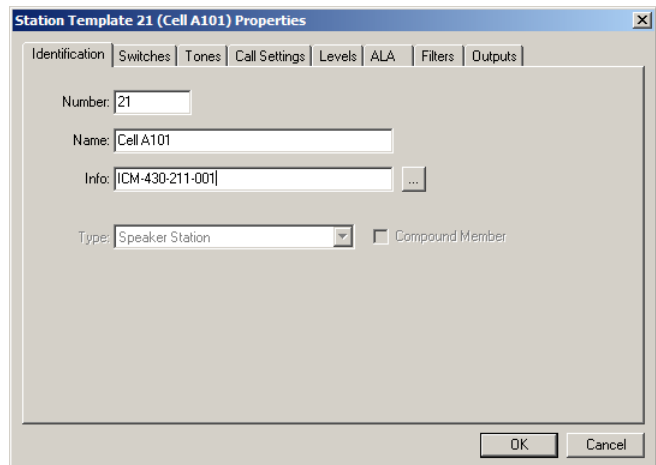 Station Template 21 (Cell A101) Properties
Identification Switches Tones Call Settings Levels ALA Filters Outputs
Number: 21
Name: Cell A101
Info: ICM-430-211-001 ...
Type: Speaker Station Compound Member
OK Cancel